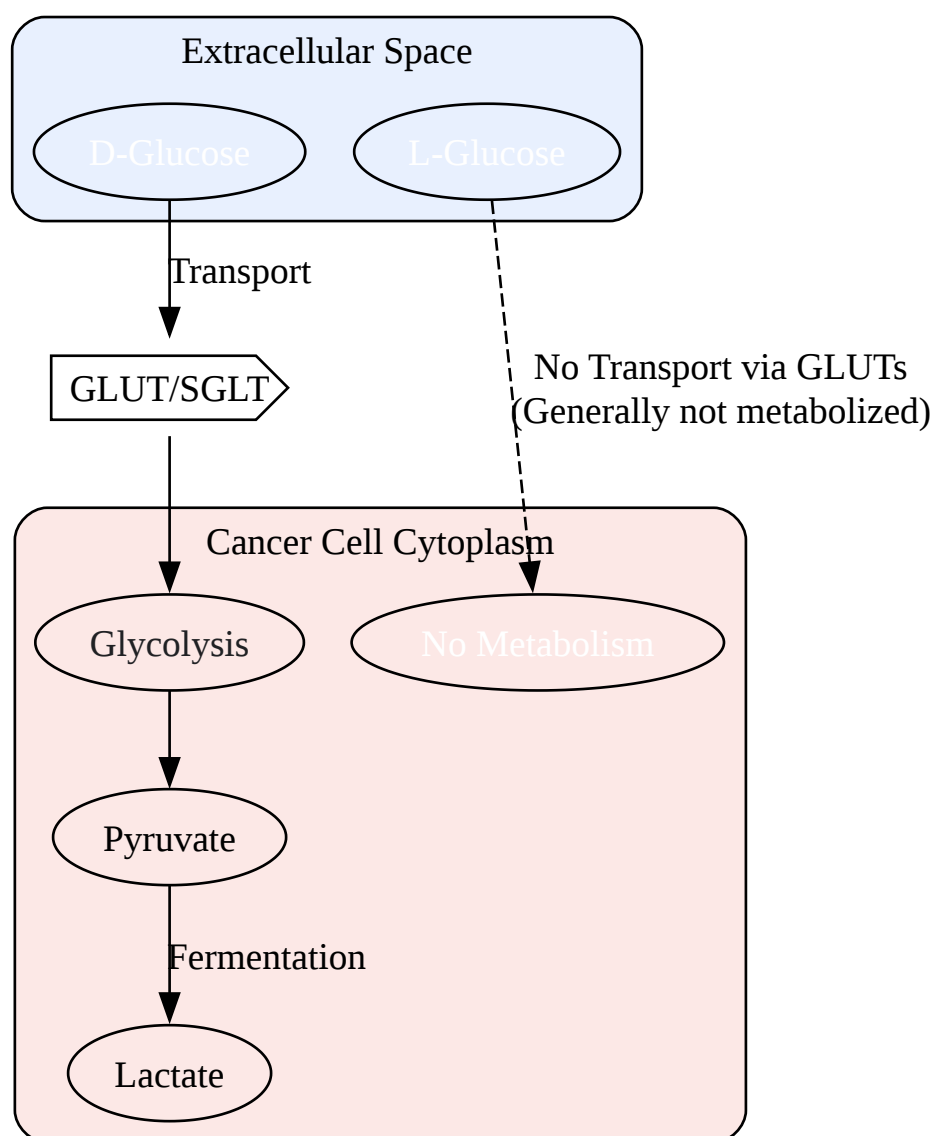 Extracellular Space
D-Glucose
L-Glucose
Transport
GLUT/SGLT
No Transport via GLUTs
(Generally not metabolized)
Cancer Cell Cytoplasm
Glycolysis
No Metabolism
Pyruvate
Fermentation
Lactate